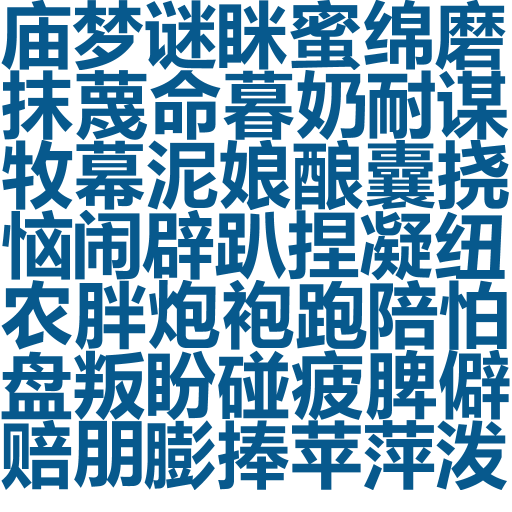 庙梦谜眯蜜绵磨
抹蔑命暮奶耐谋
牧幕泥娘酿囊挠
恼闹辟趴捏凝纽
农胖炮袍跑陪怕
盘叛盼碰疲脾僻
赔朋膨捧苹萍泼